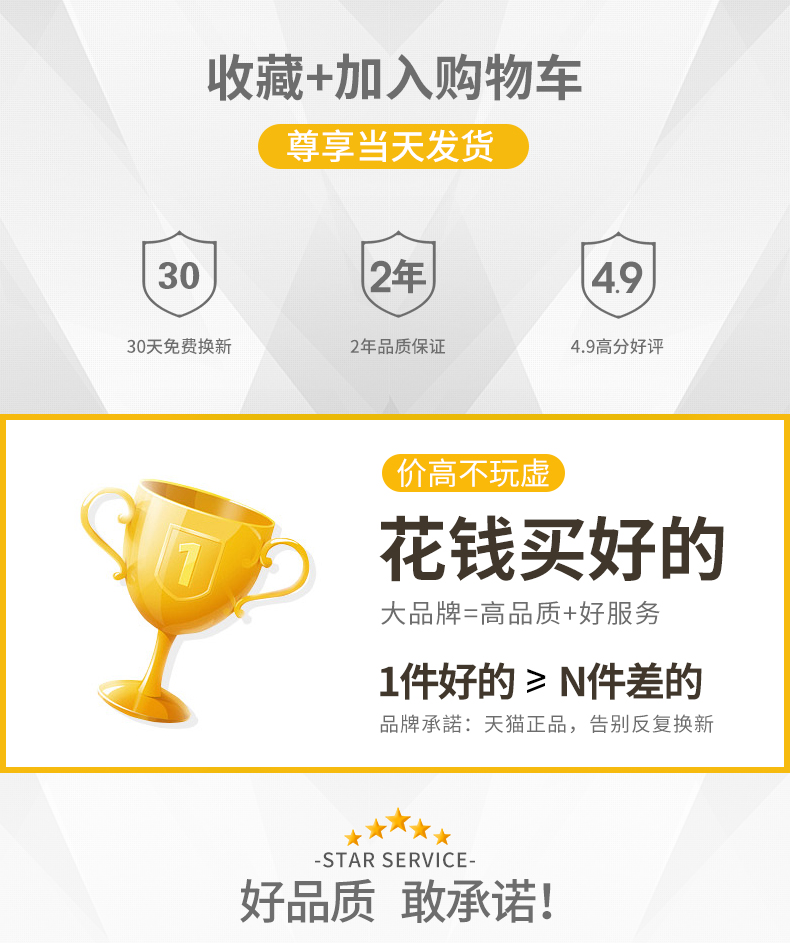 收藏+加入购物车
尊享当天发货
30
2年
4.9
30天免费换新
2年品质保证
4.9高分好评
价高不玩虚
花钱买好的
1
大品牌=高品质+好服务
1件好的 ⩾ N件差的
品牌承諾：天猫正品，告别反复换新
-STAR SERVICE-
好品质 敢承诺!